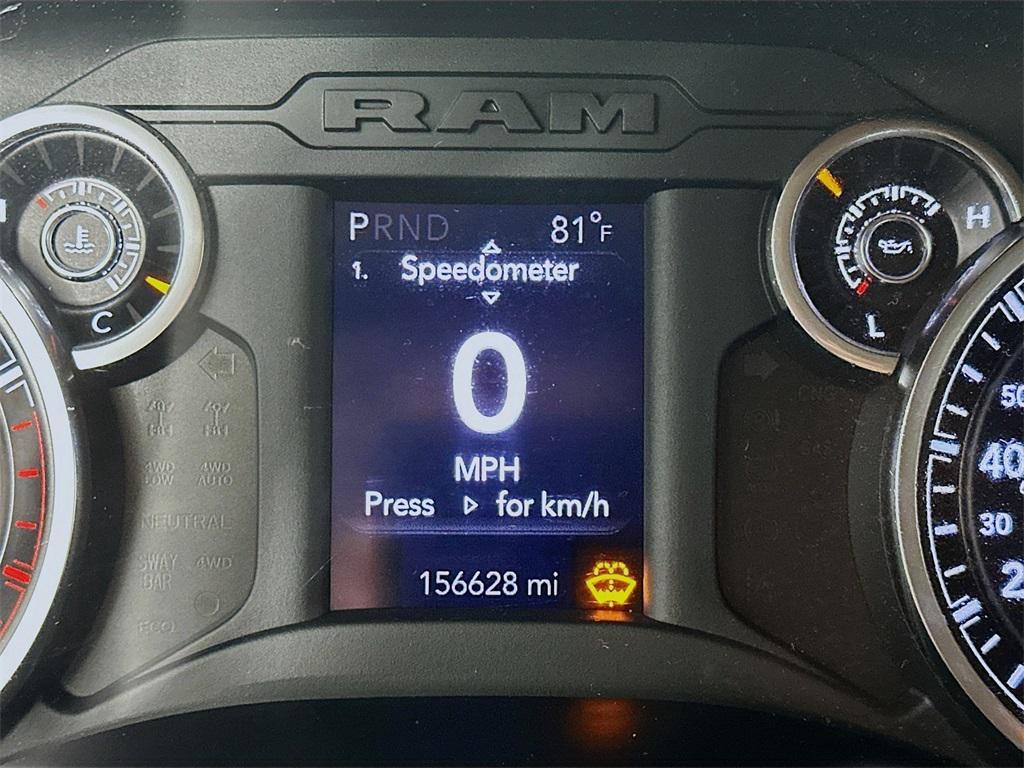 RAM
PRND 81°F
1. Speedometer
0
MPH
Press ▷ for km/h
156628 mi
C
H
L
4WD LOW
4WD AUTO
NEUTRAL
SWAY BAR
4WD
ECO
50
40
30